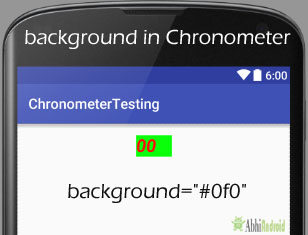 background in Chronometer
6:00
ChronometerTesting
00
background="#0f0"
AbhiAndroid